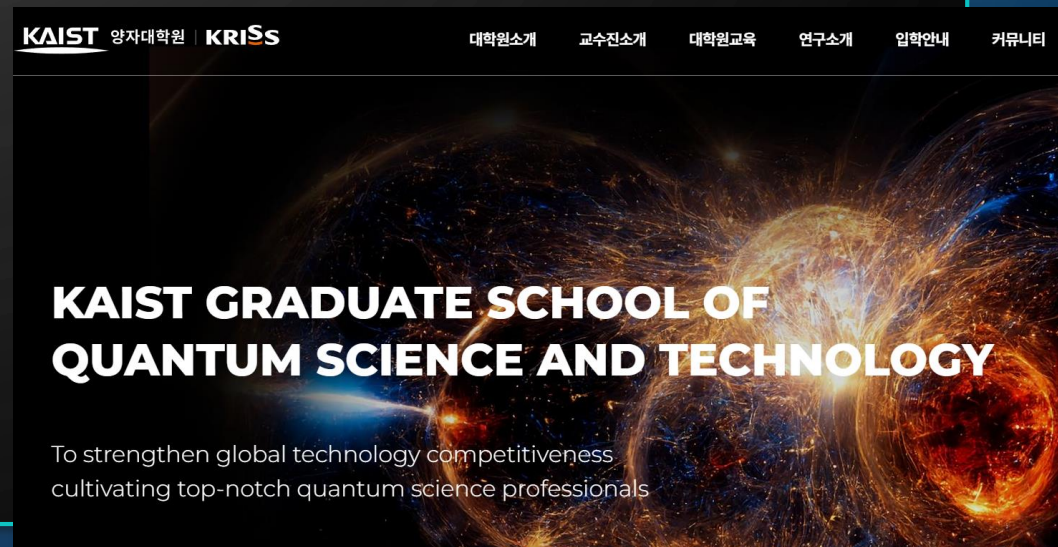 KAIST 양자대학원 | KRISS
대학원소개 교수진소개 대학원교육 연구소개 입학안내 커뮤니티
KAIST GRADUATE SCHOOL OF
QUANTUM SCIENCE AND TECHNOLOGY
To strengthen global technology competitiveness
cultivating top-notch quantum science professionals